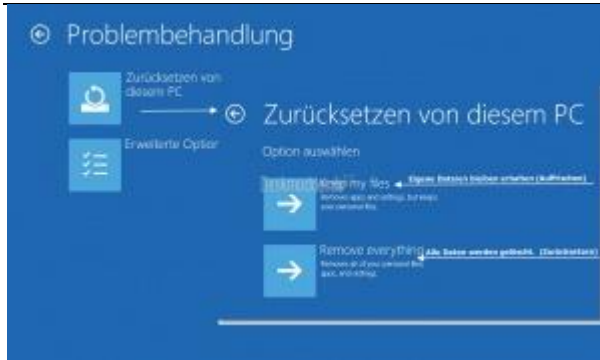 Problembehandlung
Zurücksetzen von
diesem PC
Zurücksetzen von diesem PC
Erweiterte Option
Option auswählen
Keep my files
Eigene Dateien bleiben erhalten (Auffrischen)
Removes apps and settings, but keeps
your personal files.
Remove everything
Alle Daten werden gelöscht. (Zurücksetzen)
Removes all of your personal files,
apps, and settings.